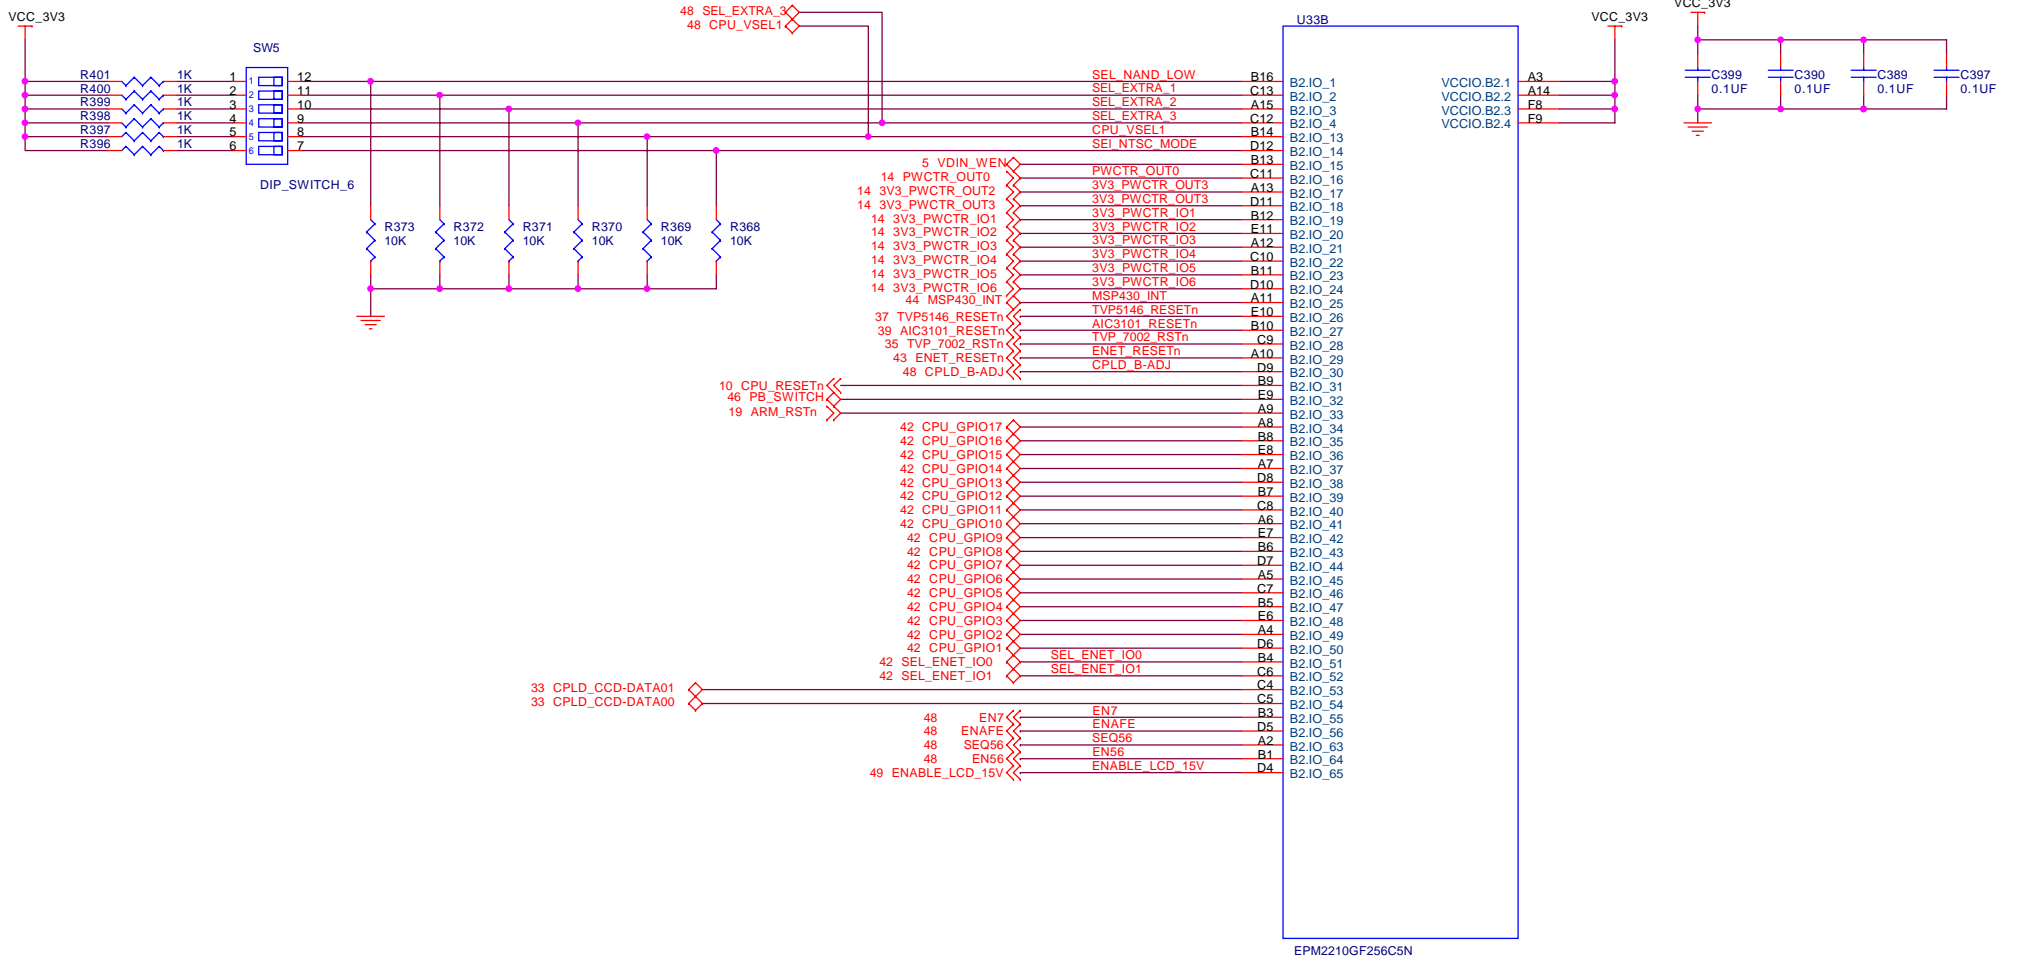 VCC_3V3
48 SEL_EXTRA_3
48 CPU_VSEL1
SW5
R401 1K 1 1 12
R400 1K 2 2 11
R399 1K 3 3 10
R398 1K 4 4 9
R397 1K 5 5 8
R396 1K 6 6 7
DIP_SWITCH_6
R373 10K
R372 10K
R371 10K
R370 10K
R369 10K
R368 10K
U33B
SEL_NAND_LOW B16 B2.IO_1
SEL_EXTRA_1 C13 B2.IO_2
SEL_EXTRA_2 A15 B2.IO_3
SEL_EXTRA_3 C12 B2.IO_4
CPU_VSEL1 B14 B2.IO_13
SEl_NTSC_MODE D12 B2.IO_14
5 VDIN_WEN B13 B2.IO_15
14 PWCTR_OUT0 PWCTR_OUT0 C11 B2.IO_16
14 3V3_PWCTR_OUT2 3V3_PWCTR_OUT3 A13 B2.IO_17
14 3V3_PWCTR_OUT3 3V3_PWCTR_OUT3 D11 B2.IO_18
14 3V3_PWCTR_IO1 3V3_PWCTR_IO1 B12 B2.IO_19
14 3V3_PWCTR_IO2 3V3_PWCTR_IO2 E11 B2.IO_20
14 3V3_PWCTR_IO3 3V3_PWCTR_IO3 A12 B2.IO_21
14 3V3_PWCTR_IO4 3V3_PWCTR_IO4 C10 B2.IO_22
14 3V3_PWCTR_IO5 3V3_PWCTR_IO5 B11 B2.IO_23
14 3V3_PWCTR_IO6 3V3_PWCTR_IO6 D10 B2.IO_24
44 MSP430_INT MSP430_INT A11 B2.IO_25
37 TVP5146_RESETn TVP5146_RESETn E10 B2.IO_26
39 AIC3101_RESETn AIC3101_RESETn B10 B2.IO_27
35 TVP_7002_RSTn TVP_7002_RSTn C9 B2.IO_28
43 ENET_RESETn ENET_RESETn A10 B2.IO_29
48 CPLD_B-ADJ CPLD_B-ADJ D9 B2.IO_30
10 CPU_RESETn B9 B2.IO_31
46 PB_SWITCH E9 B2.IO_32
19 ARM_RSTn A9 B2.IO_33
42 CPU_GPIO17 A8 B2.IO_34
42 CPU_GPIO16 B8 B2.IO_35
42 CPU_GPIO15 E8 B2.IO_36
42 CPU_GPIO14 A7 B2.IO_37
42 CPU_GPIO13 D8 B2.IO_38
42 CPU_GPIO12 B7 B2.IO_39
42 CPU_GPIO11 C8 B2.IO_40
42 CPU_GPIO10 A6 B2.IO_41
42 CPU_GPIO9 E7 B2.IO_42
42 CPU_GPIO8 B6 B2.IO_43
42 CPU_GPIO7 D7 B2.IO_44
42 CPU_GPIO6 A5 B2.IO_45
42 CPU_GPIO5 C7 B2.IO_46
42 CPU_GPIO4 B5 B2.IO_47
42 CPU_GPIO3 E6 B2.IO_48
42 CPU_GPIO2 A4 B2.IO_49
42 CPU_GPIO1 D6 B2.IO_50
42 SEL_ENET_IO0 SEL_ENET_IO0 B4 B2.IO_51
42 SEL_ENET_IO1 SEL_ENET_IO1 C6 B2.IO_52
33 CPLD_CCD-DATA01 C4 B2.IO_53
33 CPLD_CCD-DATA00 C5 B2.IO_54
48 EN7 EN7 B3 B2.IO_55
48 ENAFE ENAFE D5 B2.IO_56
48 SEQ56 SEQ56 A2 B2.IO_63
48 EN56 EN56 B1 B2.IO_64
49 ENABLE_LCD_15V ENABLE_LCD_15V D4 B2.IO_65
VCCIO.B2.1 A3
VCCIO.B2.2 A14
VCCIO.B2.3 F8
VCCIO.B2.4 F9
VCC_3V3
VCC_3V3
C399 0.1UF
C390 0.1UF
C389 0.1UF
C397 0.1UF
EPM2210GF256C5N